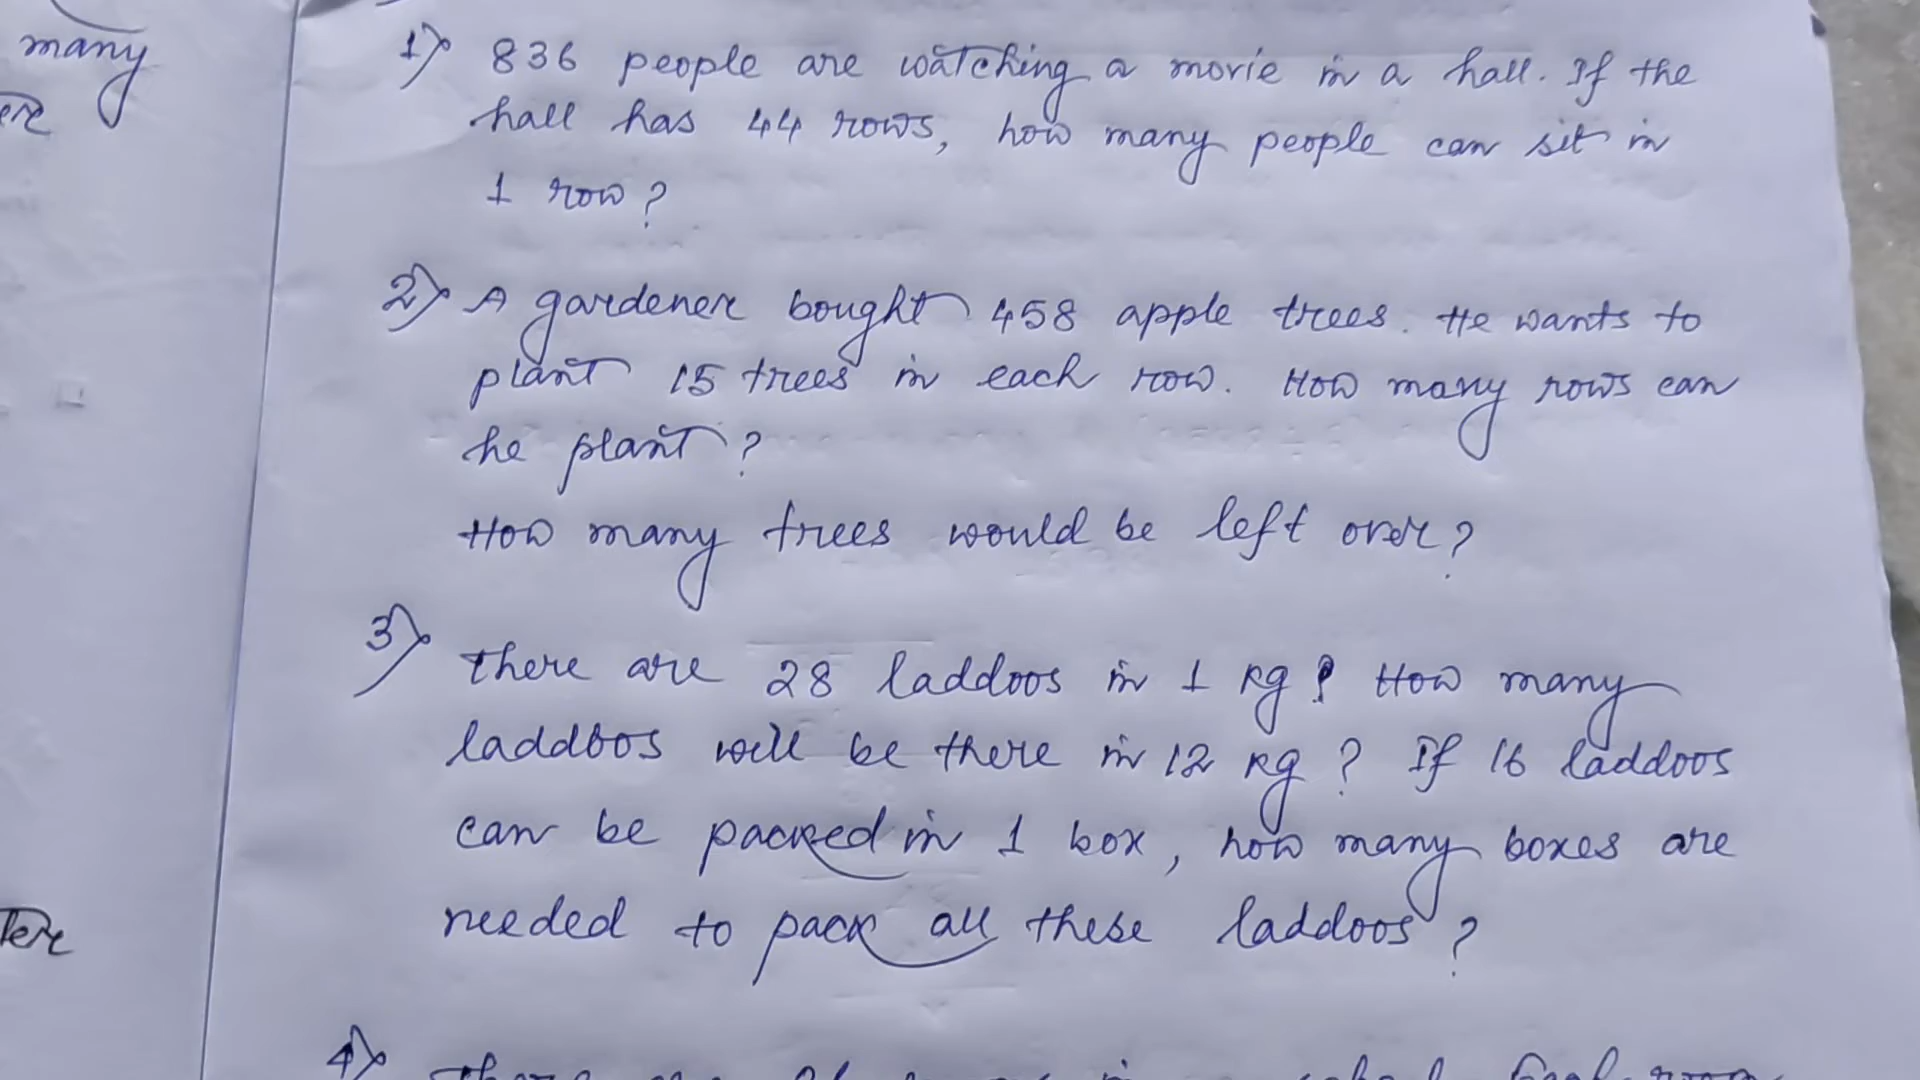 many
ere
1) 836 people are watching a movie in a hall. If the
hall has 44 rows, how many people can sit in
1 row?
2) A gardener bought 458 apple trees. He wants to
plant 15 trees in each row. How many rows can
he plant?
How many trees would be left over?
3) There are 28 laddoos in 1 kg? How many
laddoos will be there in 12 kg? If 16 laddoos
can be packed in 1 box, how many boxes are
needed to pack all these laddoos?
4) There are